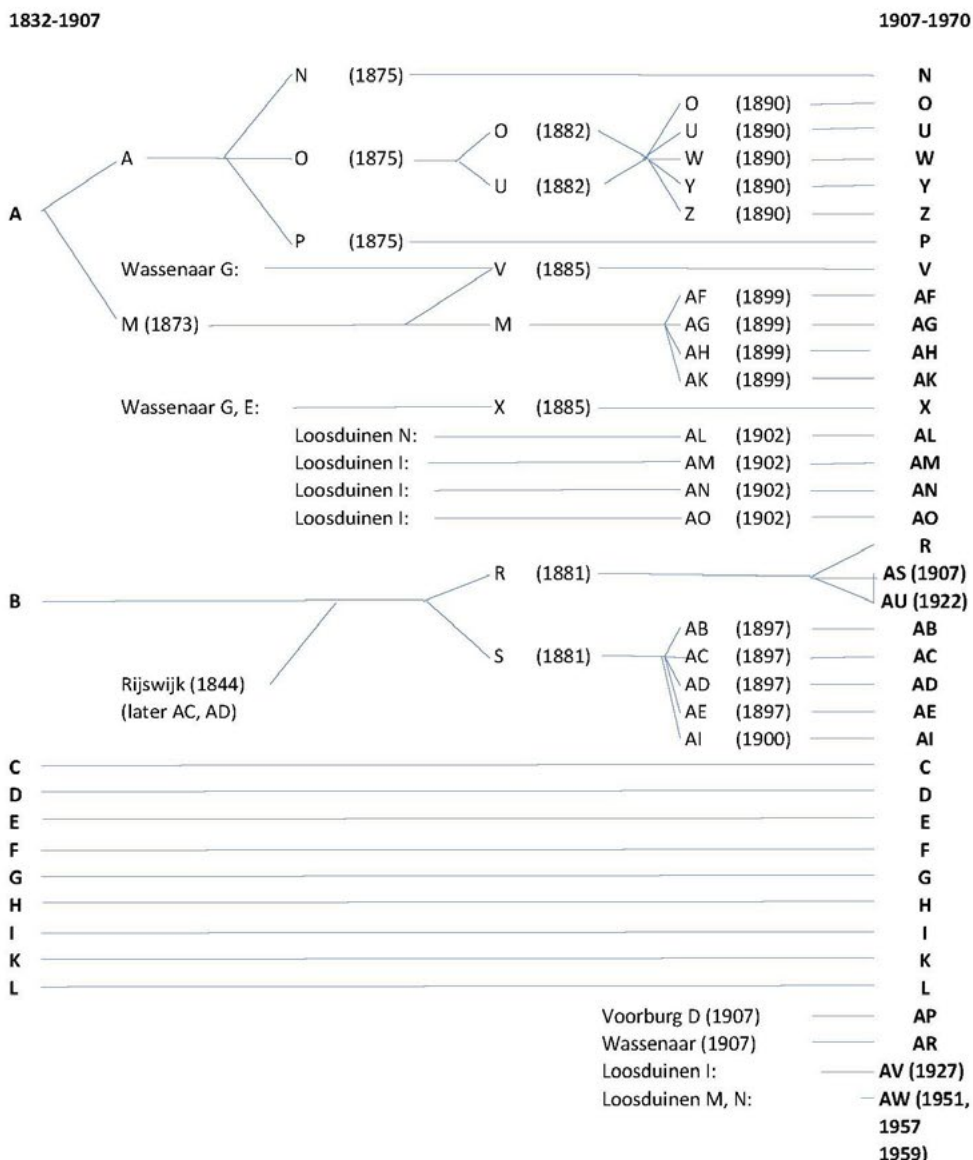 1832-1907 1907-1970
N (1875) N
O (1890) O
O (1882) U (1890) U
A O (1875) W (1890) W
U (1882) Y (1890) Y
A Z (1890) Z
P (1875) P
Wassenaar G: V (1885) V
AF (1899) AF
M (1873) M AG (1899) AG
AH (1899) AH
AK (1899) AK
Wassenaar G, E: X (1885) X
Loosduinen N: AL (1902) AL
Loosduinen I: AM (1902) AM
Loosduinen I: AN (1902) AN
Loosduinen I: AO (1902) AO
R
R (1881) AS (1907)
B AU (1922)
AB (1897) AB
S (1881) AC (1897) AC
Rijswijk (1844) AD (1897) AD
(later AC, AD) AE (1897) AE
AI (1900) AI
C C
D D
E E
F F
G G
H H
I I
K K
L L
Voorburg D (1907) AP
Wassenaar (1907) AR
Loosduinen I: AV (1927)
Loosduinen M, N: AW (1951,
1957
1959)